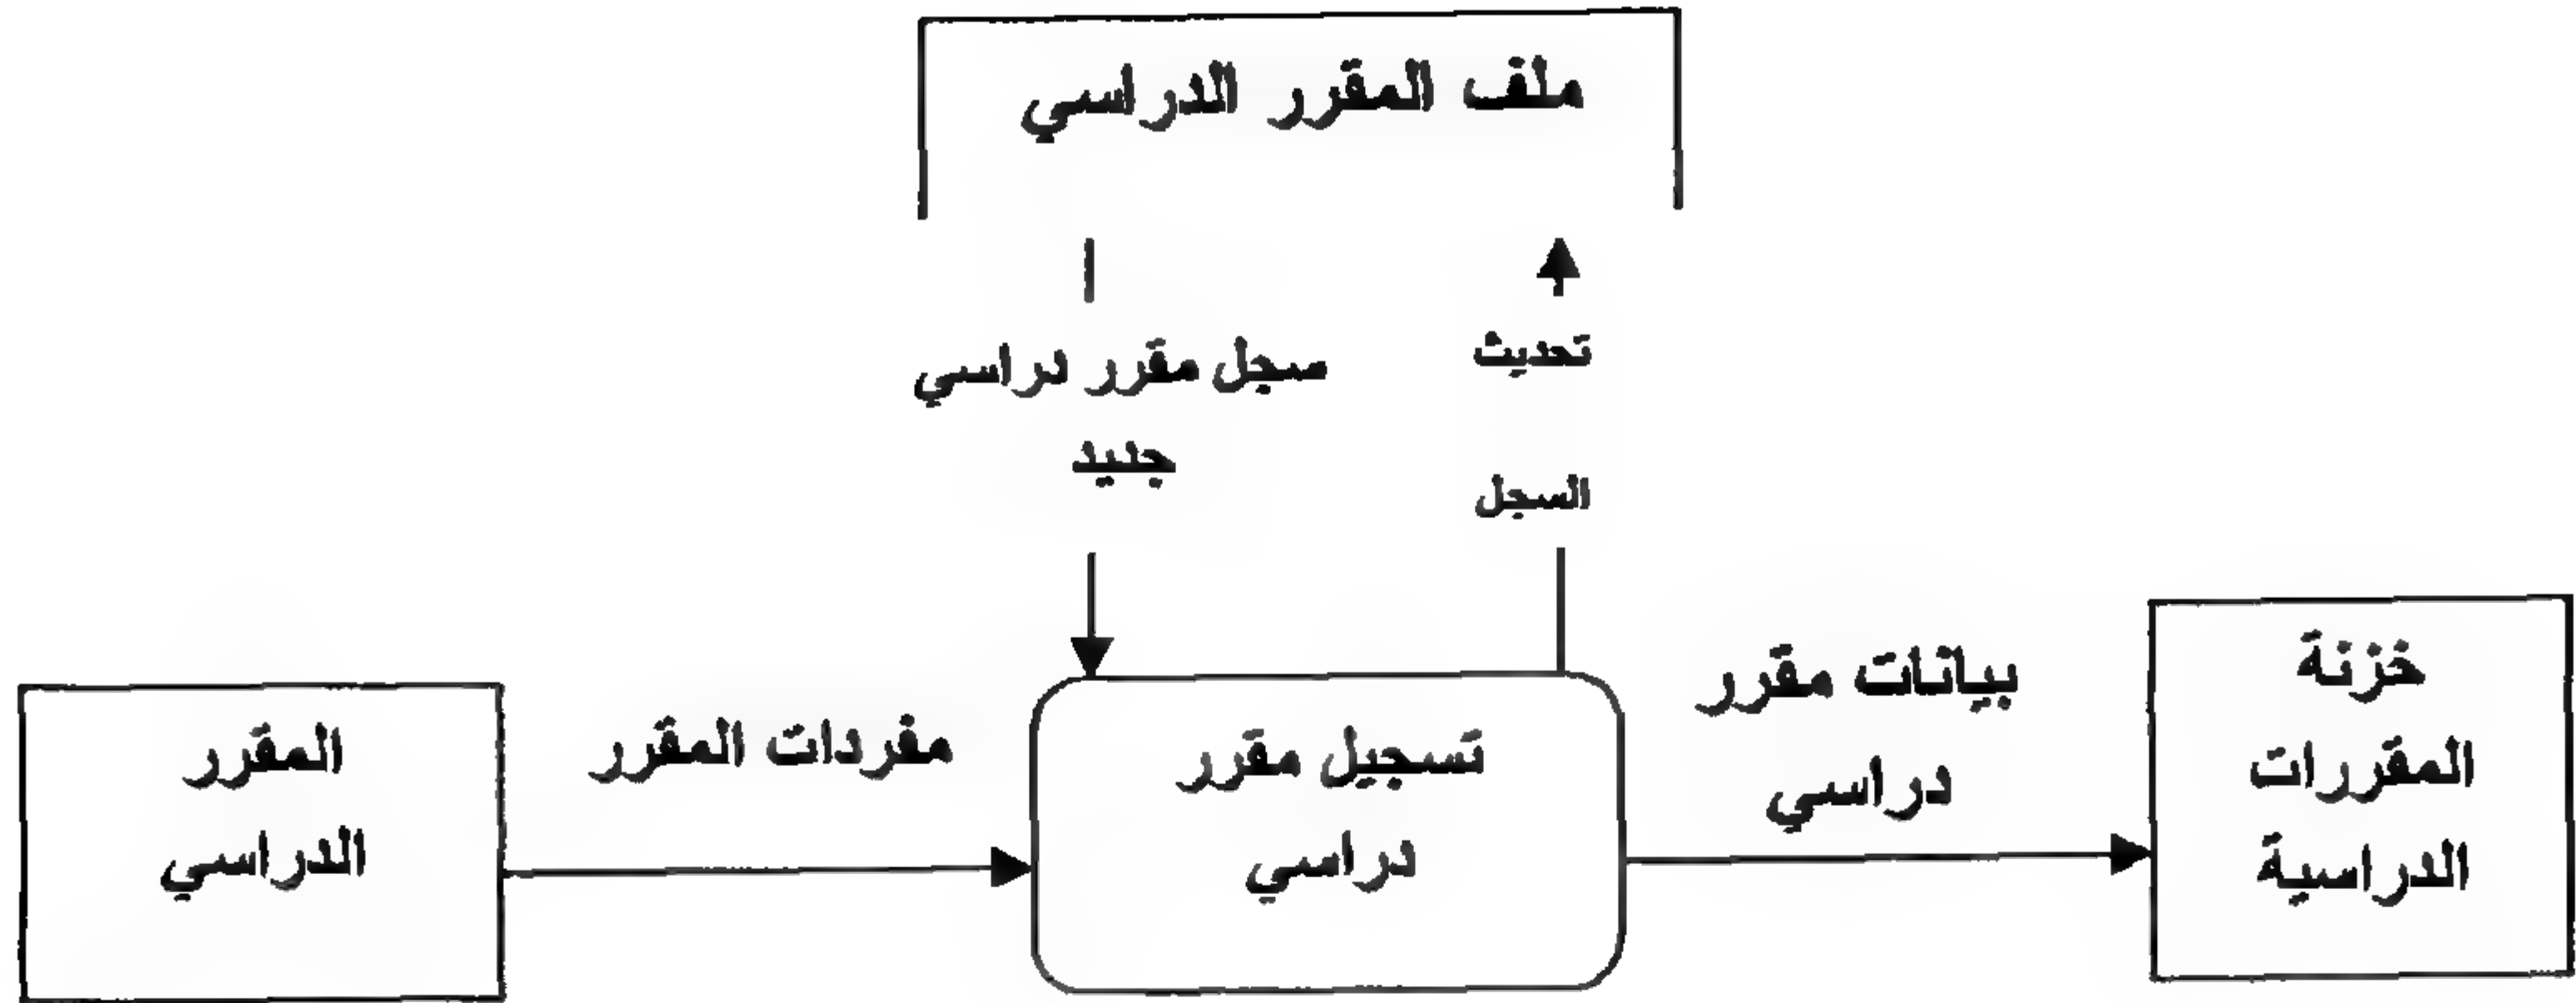 ملف المقرر الدراسي
سجل مقرر دراسي
جديد
تحديث
السجل
المقرر
الدراسي
مفردات المقرر
تسجيل مقرر
دراسي
بيانات مقرر
دراسي
خزنة
المقررات
الدراسية